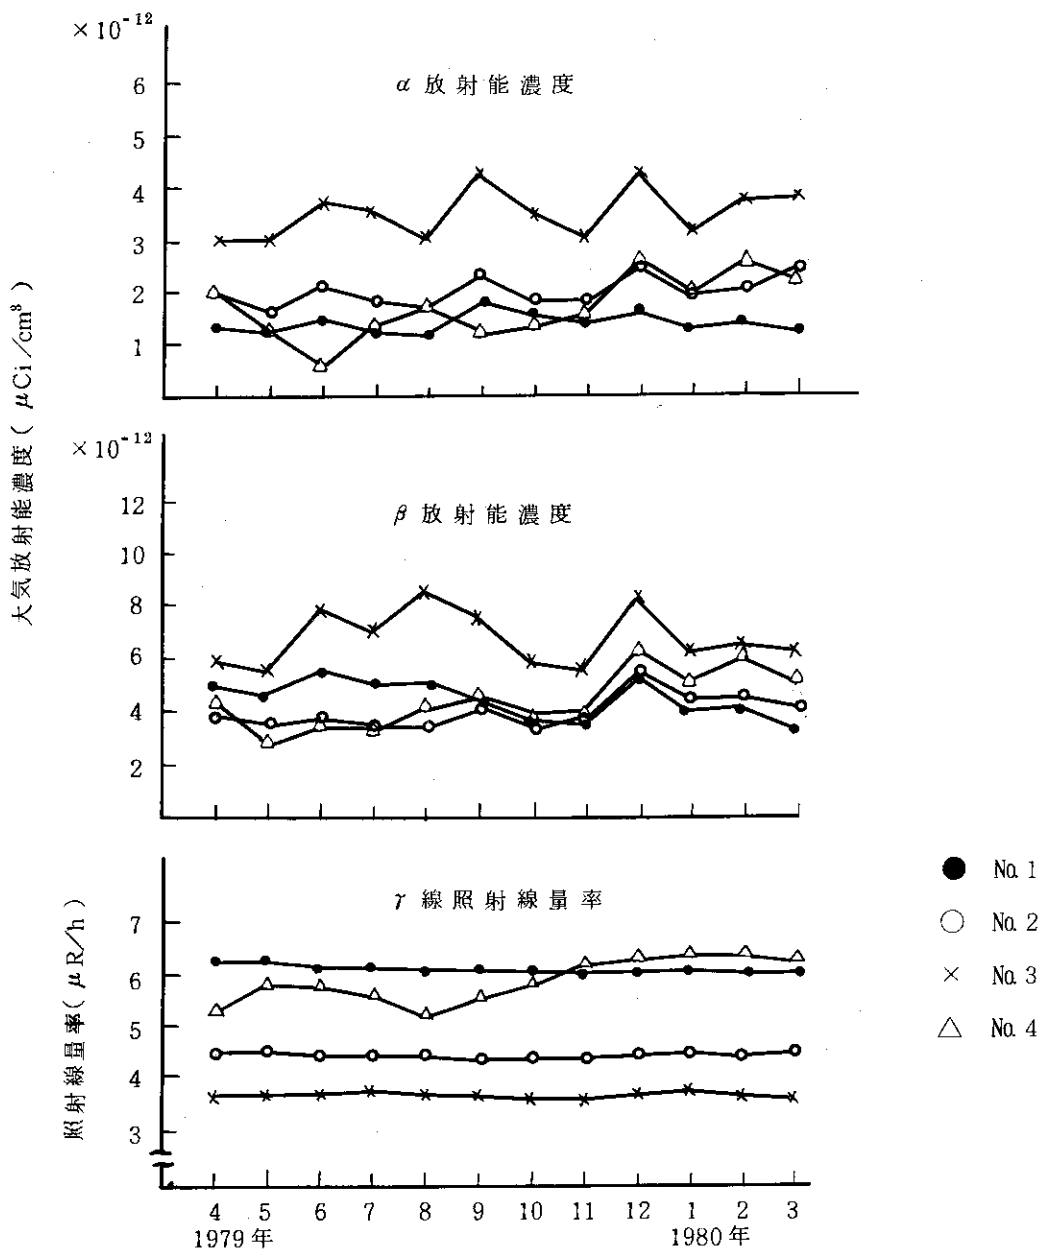 × 10⁻¹²
α 放射能濃度
6
5
4
3
2
1
大気放射能濃度 ( μCi/cm³ )
× 10⁻¹²
β 放射能濃度
12
10
8
6
4
2
γ 線照射線量率
照射線量率 ( μR/h )
7
6
5
4
3
4 5 6 7 8 9 10 11 12 1 2 3
1979年 1980年
● No.1
○ No.2
× No.3
△ No.4